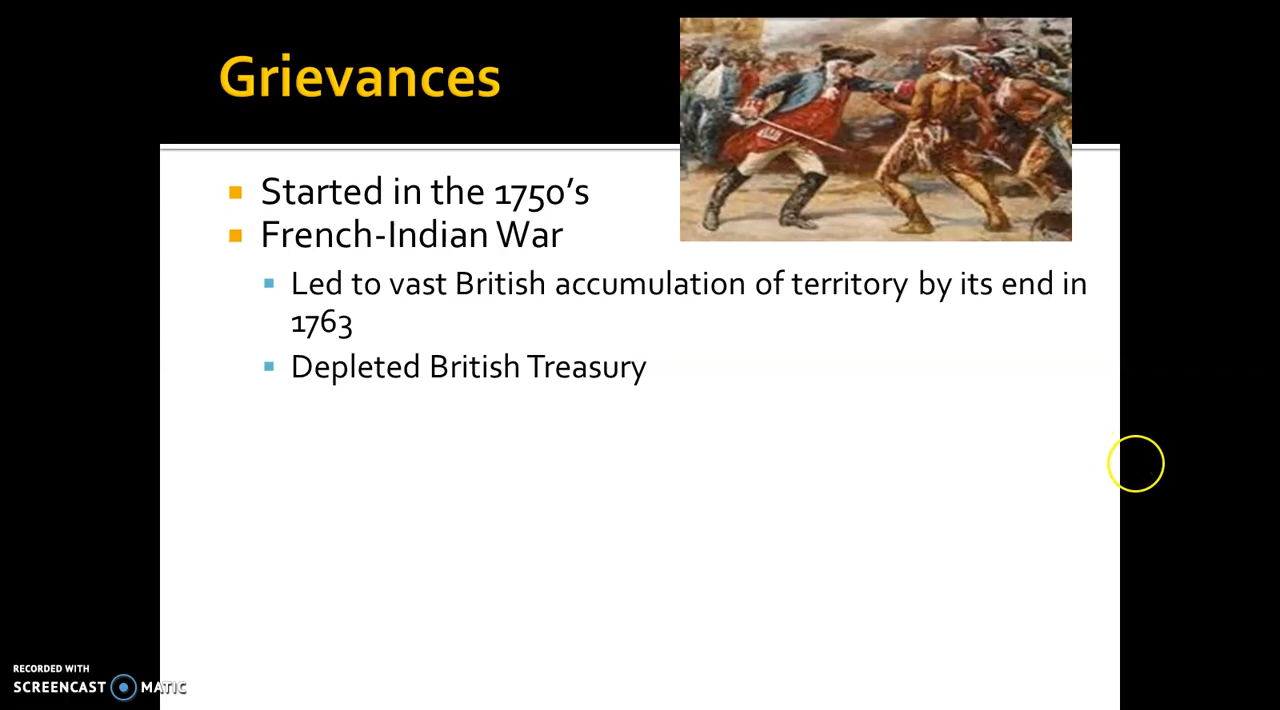 Grievances
Started in the 1750's
French-Indian War
Led to vast British accumulation of territory by its end in
1763
Depleted British Treasury
RECORDED WITH
SCREENCAST MATIC